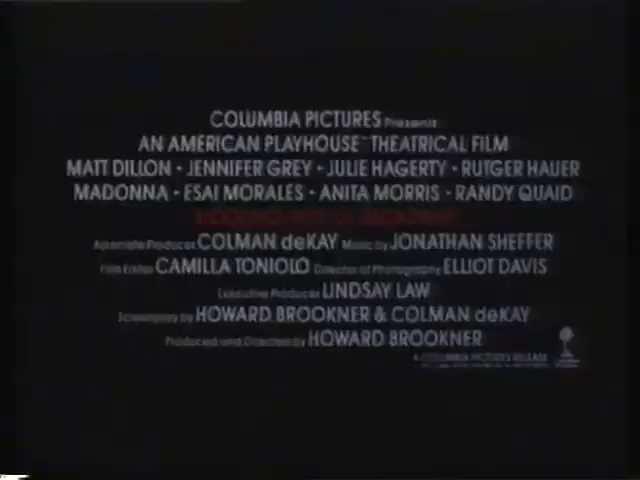 COLUMBIA PICTURES Presents
AN AMERICAN PLAYHOUSE™ THEATRICAL FILM
MATT DILLON • JENNIFER GREY • JULIE HAGERTY • RUTGER HAUER
MADONNA • ESAI MORALES • ANITA MORRIS • RANDY QUAID
Associate Producer COLMAN deKAY Music by JONATHAN SHEFFER
Film Editor CAMILLA TONIOLO Director of Photography ELLIOT DAVIS
Executive Producer LINDSAY LAW
Screenplay by HOWARD BROOKNER & COLMAN deKAY
Produced and Directed by HOWARD BROOKNER
A COLUMBIA PICTURES RELEASE